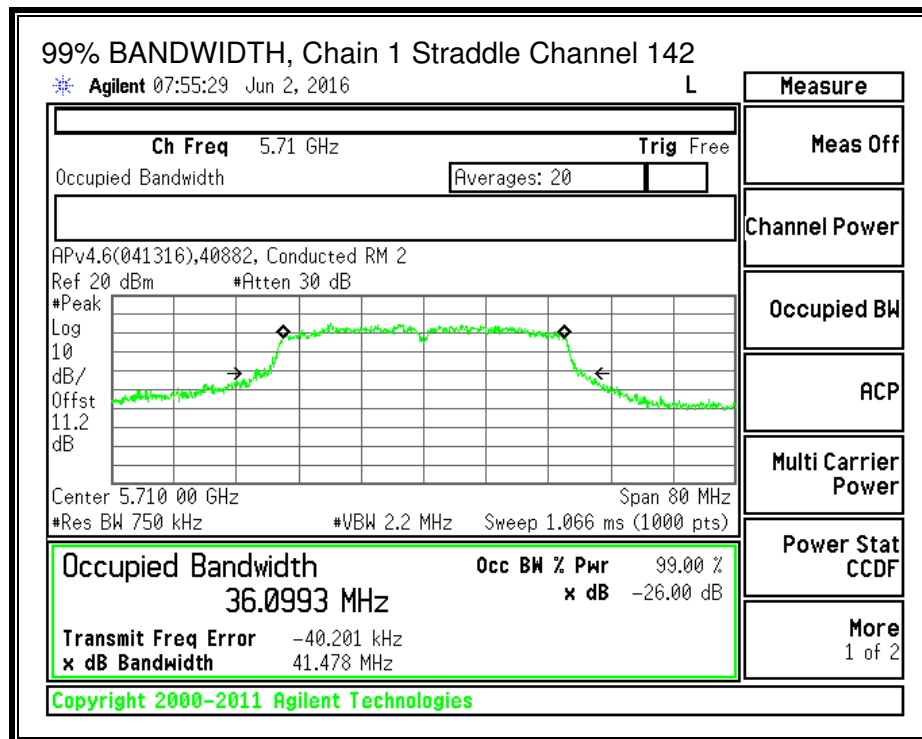 99% BANDWIDTH, Chain 1 Straddle Channel 142
Agilent 07:55:29 Jun 2, 2016 L
Measure
Ch Freq 5.71 GHz Trig Free
Meas Off
Occupied Bandwidth Averages: 20
Channel Power
APv4.6(041316),40882, Conducted RM 2
Ref 20 dBm #Atten 30 dB
#Peak
Log
10
dB/
Offst
11.2
dB
Occupied BW
ACP
Multi Carrier
Power
Center 5.710 00 GHz Span 80 MHz
#Res BW 750 kHz #VBW 2.2 MHz Sweep 1.066 ms (1000 pts)
Power Stat
CCDF
Occupied Bandwidth Occ BW % Pwr 99.00 %
36.0993 MHz x dB -26.00 dB
Transmit Freq Error -40.201 kHz
x dB Bandwidth 41.478 MHz
More
1 of 2
Copyright 2000-2011 Agilent Technologies